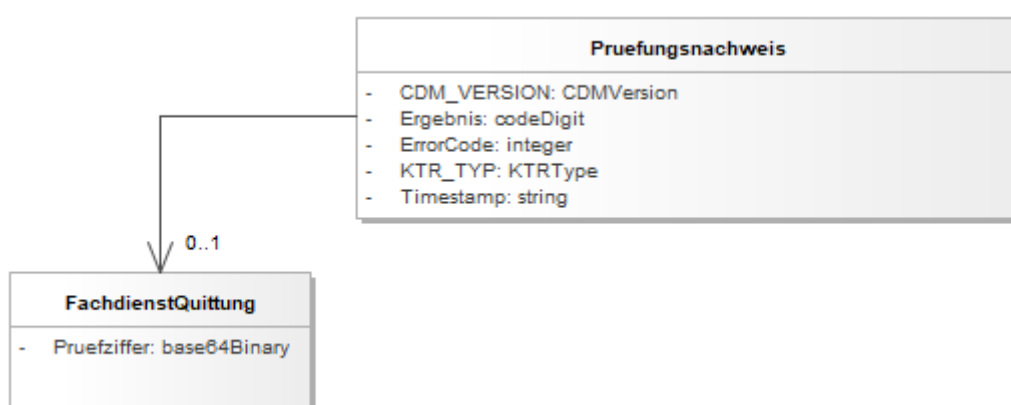 Pruefungsnachweis
- CDM_VERSION: CDMVersion
- Ergebnis: codeDigit
- ErrorCode: integer
- KTR_TYP: KTRType
- Timestamp: string
0..1
FachdienstQuittung
- Pruefziffer: base64Binary